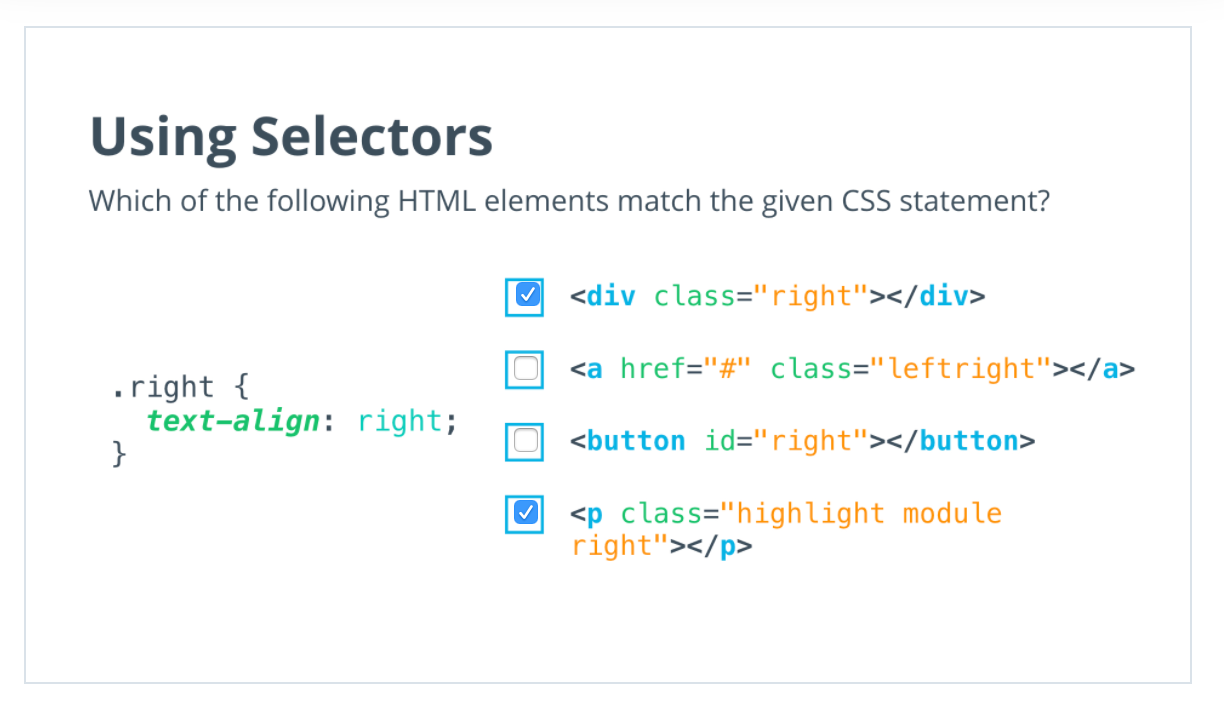 Using Selectors
Which of the following HTML elements match the given CSS statement?
.right {
  text-align: right;
}
<div class="right"></div>
<a href="#" class="leftright"></a>
<button id="right"></button>
<p class="highlight module
right"></p>